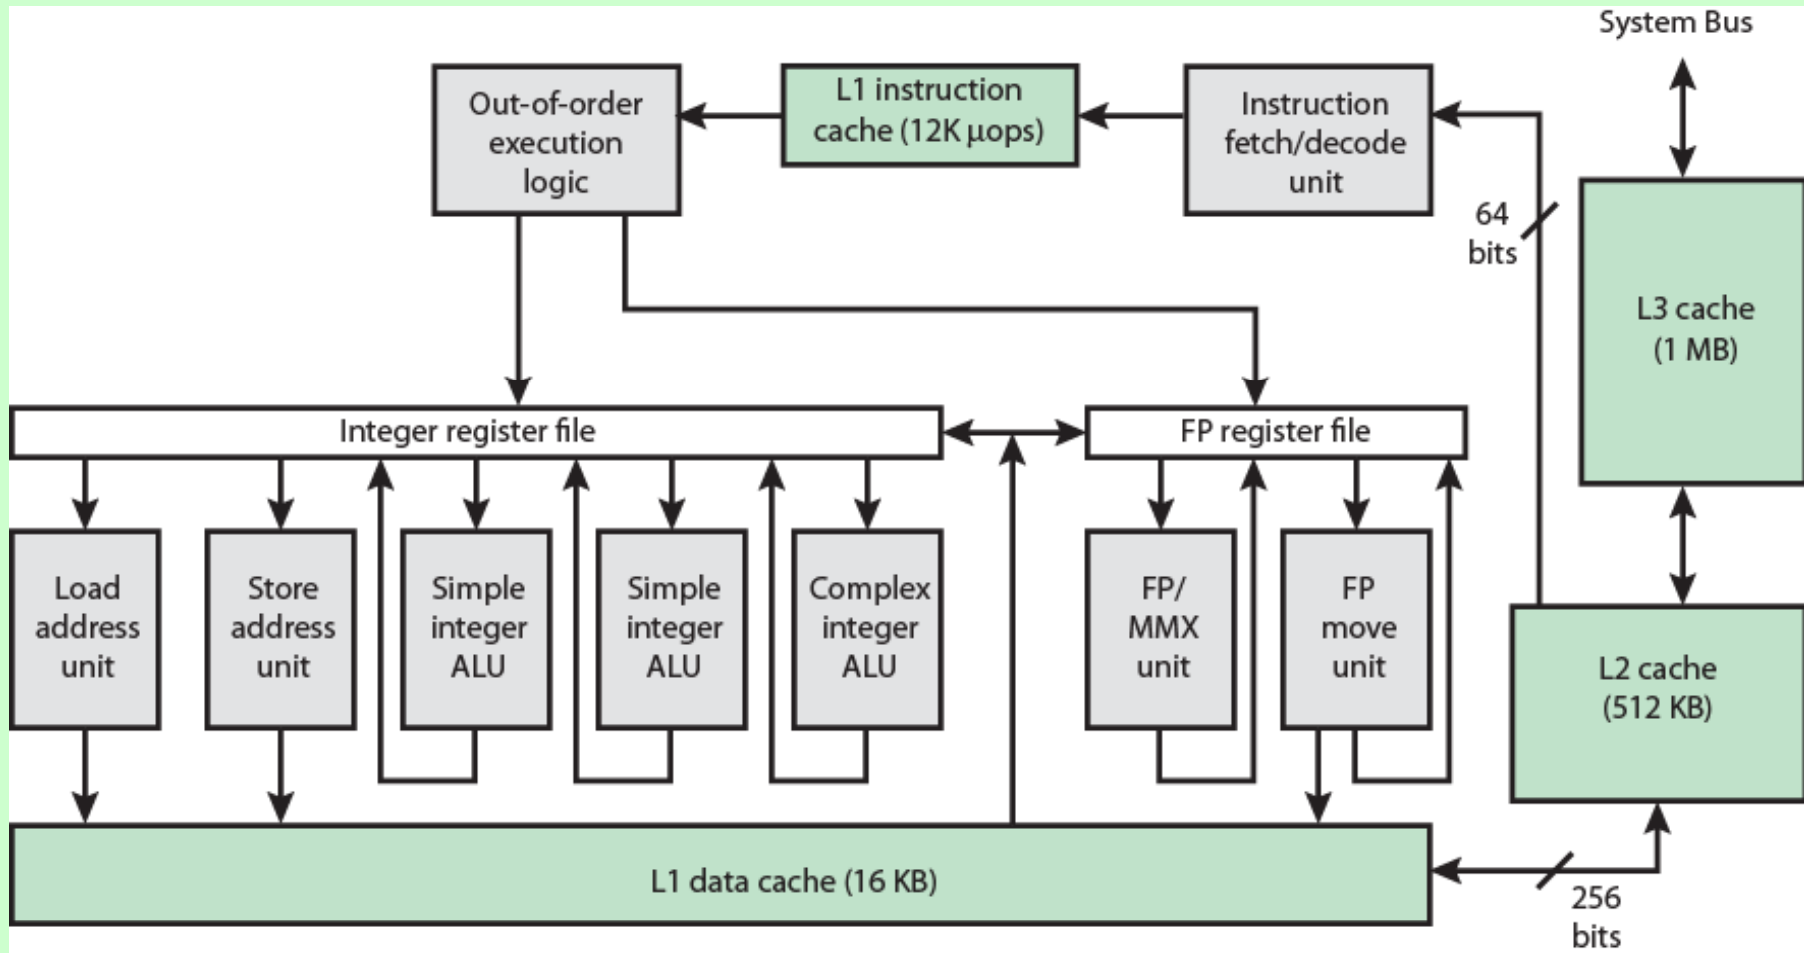 System Bus
Out-of-order
execution
logic
L1 instruction
cache (12K μops)
Instruction
fetch/decode
unit
64
bits
L3 cache
(1 MB)
Integer register file
FP register file
Load
address
unit
Store
address
unit
Simple
integer
ALU
Simple
integer
ALU
Complex
integer
ALU
FP/
MMX
unit
FP
move
unit
L2 cache
(512 KB)
L1 data cache (16 KB)
256
bits